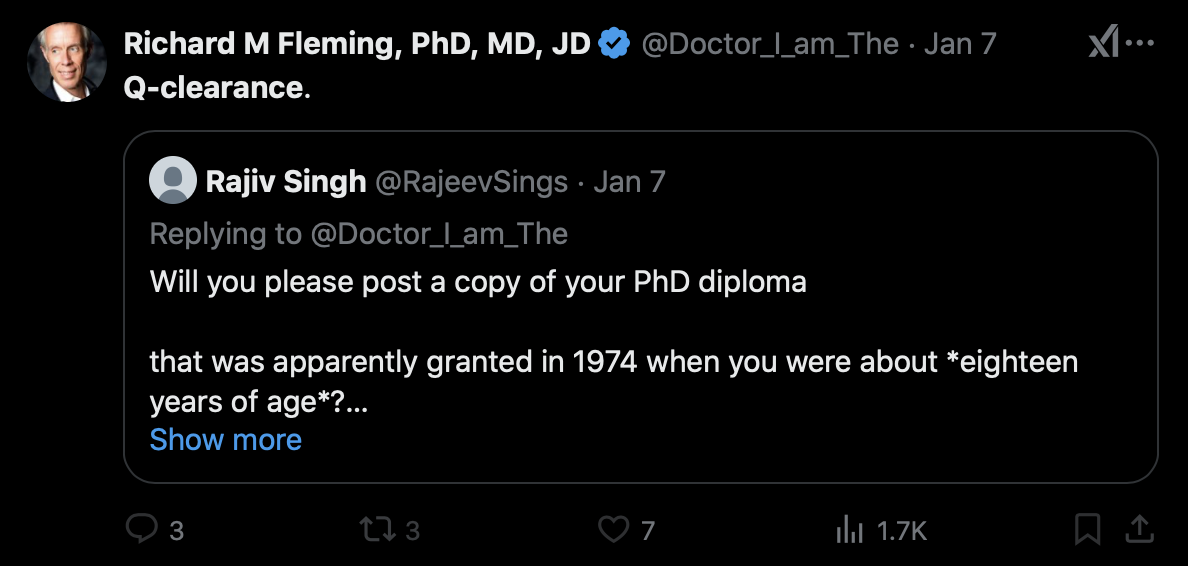 Richard M Fleming, PhD, MD, JD @Doctor_I_am_The · Jan 7
Q-clearance.
Rajiv Singh @RajeevSings · Jan 7
Replying to @Doctor_I_am_The
Will you please post a copy of your PhD diploma
that was apparently granted in 1974 when you were about *eighteen
years of age*?...
Show more
3 3 7 1.7K